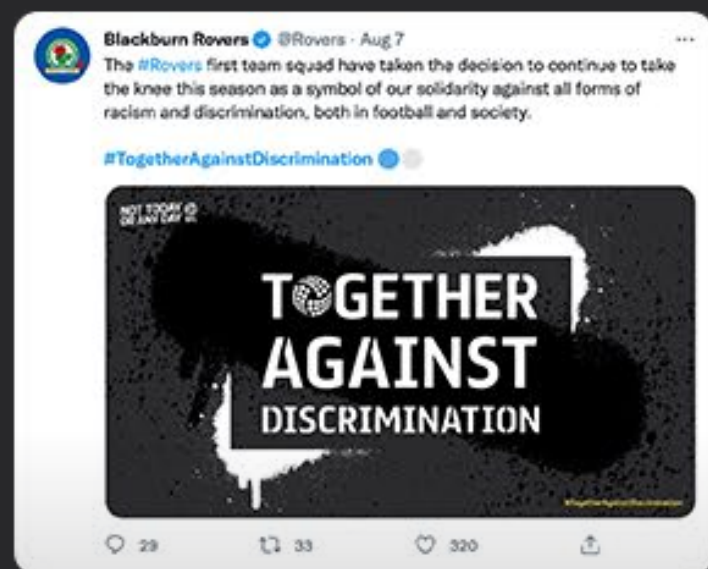 Blackburn Rovers @Rovers · Aug 7
The #Rovers first team squad have taken the decision to continue to take
the knee this season as a symbol of our solidarity against all forms of
racism and discrimination, both in football and society.
#TogetherAgainstDiscrimination
NOT TODAY
OR ANY DAY
TOGETHER
AGAINST
DISCRIMINATION
#TogetherAgainstDiscrimination
29 33 320